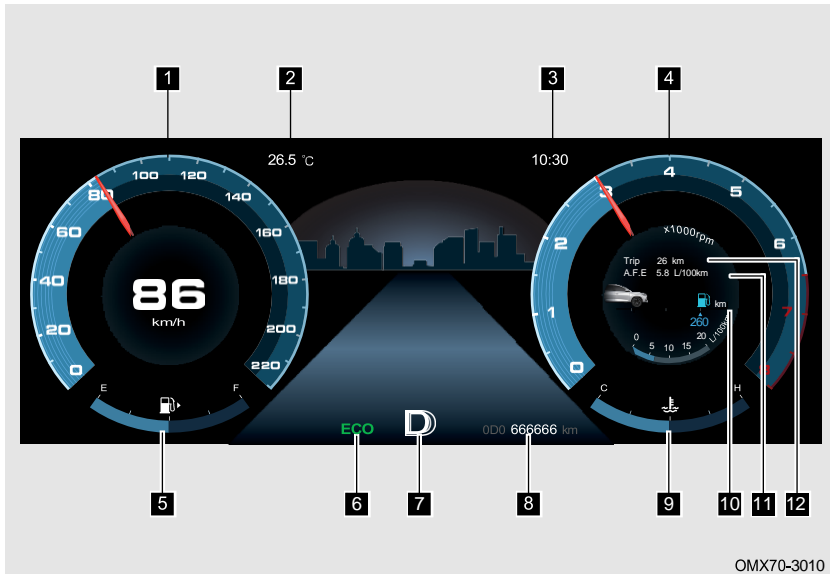 1
2
3
4
26.5 °C
10:30
0
20
40
60
80
100
120
140
160
180
200
220
86
km/h
0
1
2
3
4
5
6
7
8
x1000rpm
Trip 26 km
A.F.E 5.8 L/100km
km
260
0 5 10 15 20 L/100km
E F
C H
ECO
D
ODO 666666 km
5
6
7
8
9
10
11
12
OMX70-3010